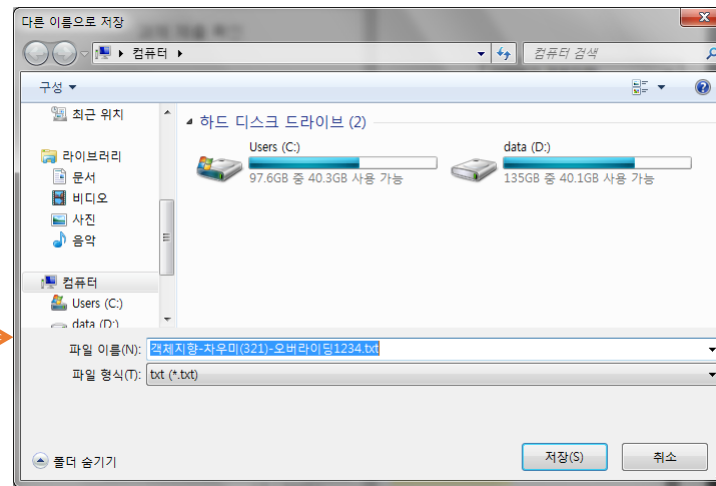 다른 이름으로 저장
컴퓨터
컴퓨터 검색
구성
최근 위치
라이브러리
문서
비디오
사진
음악
컴퓨터
Users (C:)
data (D:)
하드 디스크 드라이브 (2)
Users (C:)
97.6GB 중 40.3GB 사용 가능
data (D:)
135GB 중 40.1GB 사용 가능
파일 이름(N): 객체지향-차우미(321)-오버라이딩1234.txt
파일 형식(T): txt (*.txt)
폴더 숨기기
저장(S)
취소